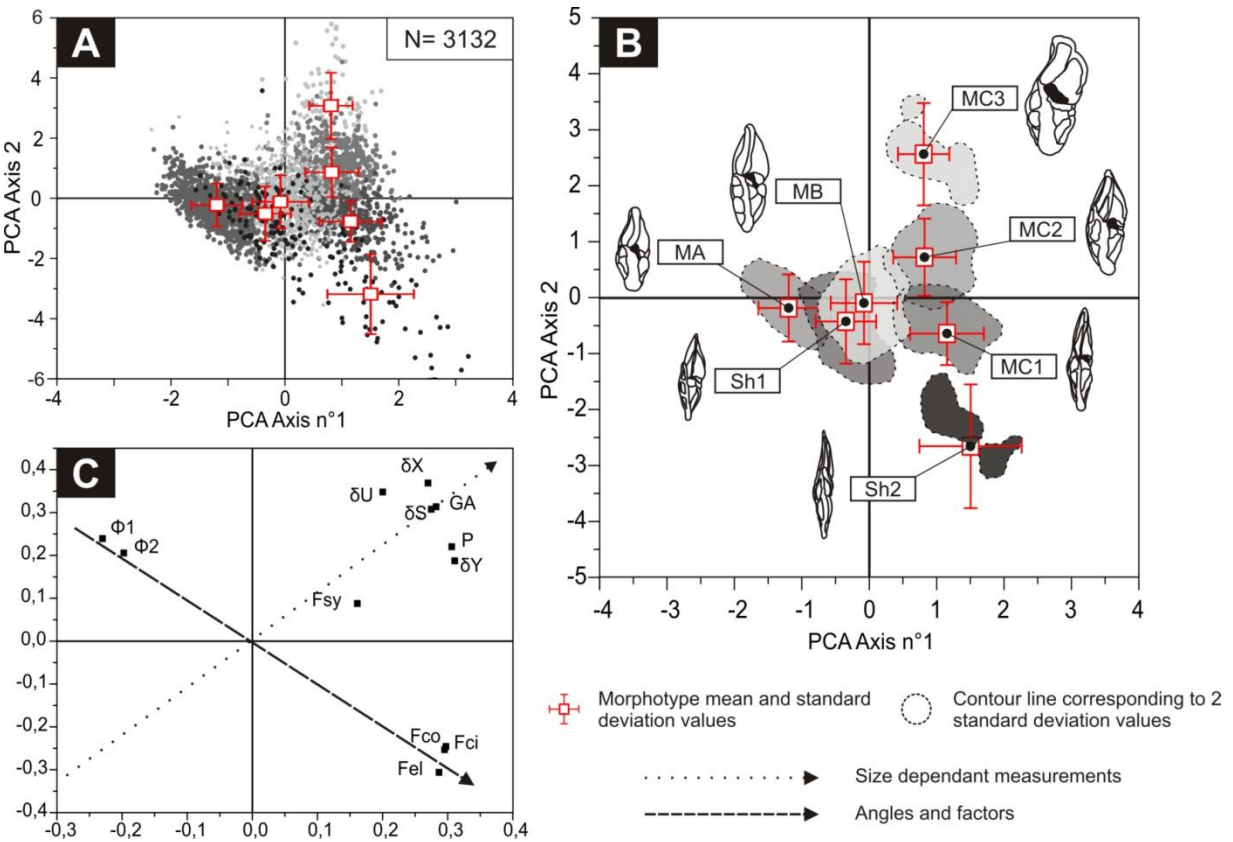 A
N= 3132
6
4
2
0
-2
-4
-6
-4
-2
0
2
4
PCA Axis 2
PCA Axis n°1
B
5
4
3
2
1
0
-1
-2
-3
-4
-5
-4
-3
-2
-1
0
1
2
3
4
PCA Axis 2
PCA Axis n°1
MC3
MB
MC2
MA
Sh1
MC1
Sh2
C
0,4
0,3
0,2
0,1
0,0
-0,1
-0,2
-0,3
-0,4
-0,3
-0,2
-0,1
0,0
0,1
0,2
0,3
0,4
δX
δU
δS
GA
P
δY
Fsy
Φ1
Φ2
Fco
Fci
Fel
Morphotype mean and standard
deviation values
Contour line corresponding to 2
standard deviation values
Size dependant measurements
Angles and factors